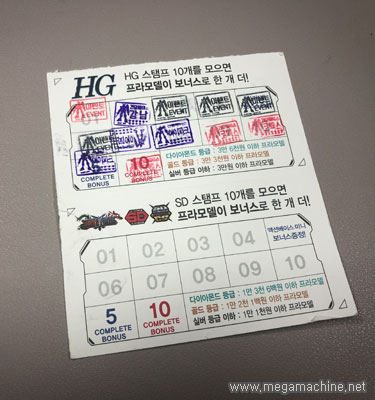 HG HG 스탬프 10개를 모으면
프라모델이 보너스로 한 개 더!
EVENT
EVENT
5
COMPLETE
BONUS
10
COMPLETE
BONUS
다이아몬드 등급 : 3만 6천원 이하 프라모델
골드 등급 : 3만 3천원 이하 프라모델
실버 등급 이하 : 3만원 이하 프라모델
SD SD 스탬프 10개를 모으면
프라모델이 보너스로 한 개 더!
01 02 03 04 액션베이스 미니
보너스증정!
06 07 08 09 10
5
COMPLETE
BONUS
10
COMPLETE
BONUS
다이아몬드 등급 : 1만 3천 6백원 이하 프라모델
골드 등급 : 1만 2천 1백원 이하 프라모델
실버 등급 이하 : 1만 1천원 이하 프라모델
www.megamachine.net